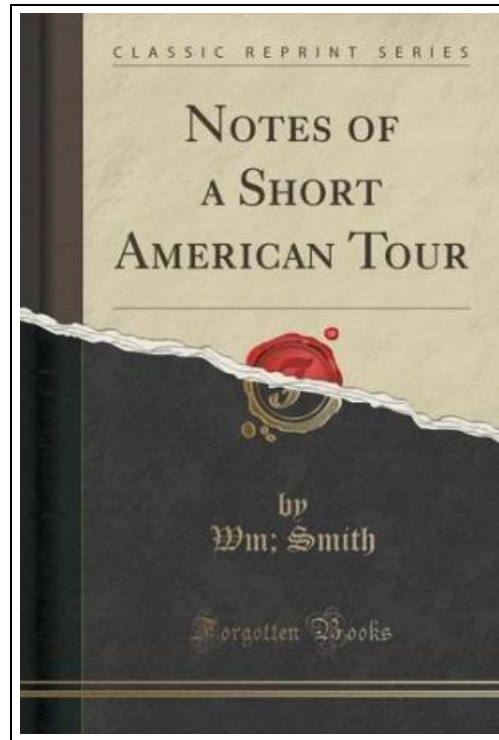 CLASSIC REPRINT SERIES
NOTES OF
A SHORT
AMERICAN TOUR
by
Wm; Smith
Forgotten Books